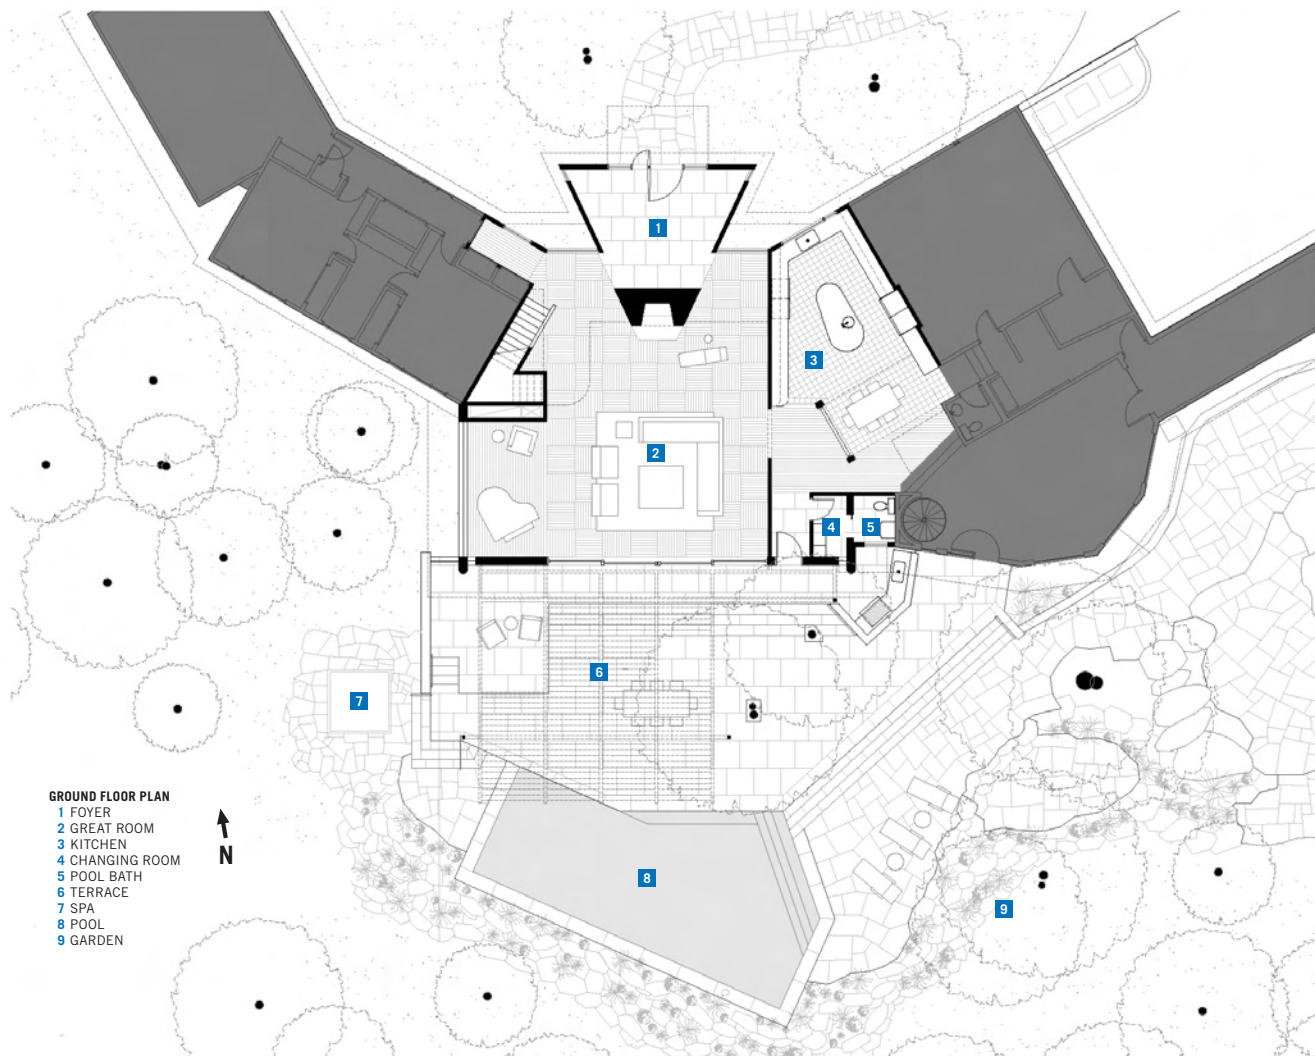 1
3
2
4
5
6
7
8
9
GROUND FLOOR PLAN
1 FOYER
2 GREAT ROOM
3 KITCHEN
4 CHANGING ROOM
5 POOL BATH
6 TERRACE
7 SPA
8 POOL
9 GARDEN
N